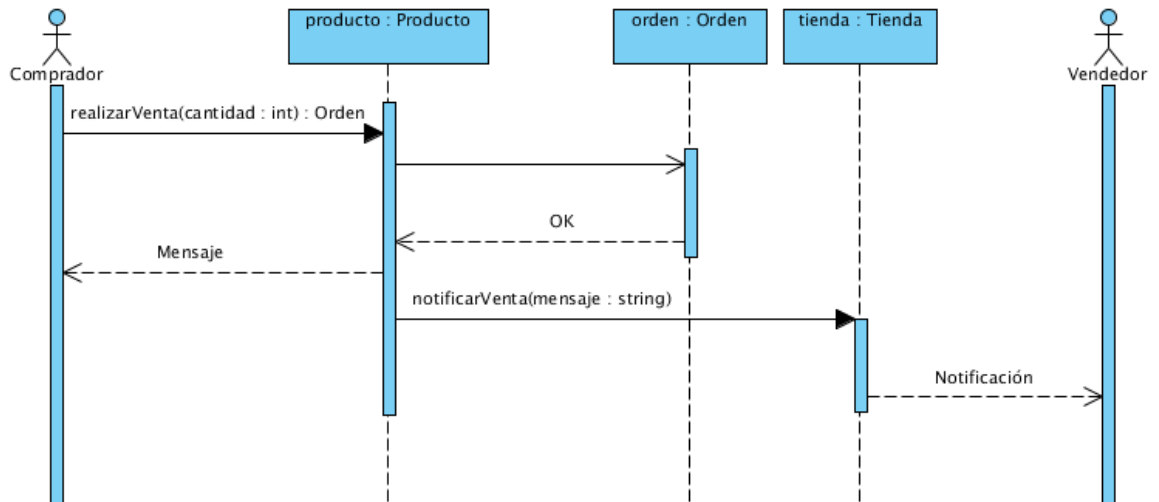 producto : Producto
orden : Orden
tienda : Tienda
Comprador
Vendedor
realizarVenta(cantidad : int) : Orden
OK
Mensaje
notificarVenta(mensaje : string)
Notificación